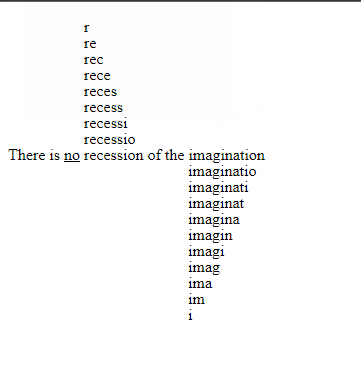 r
re
rec
rece
reces
recess
recessi
recessio
There is no recession of the imagination
imaginatio
imaginati
imaginat
imagina
imagin
imagi
imag
ima
im
i